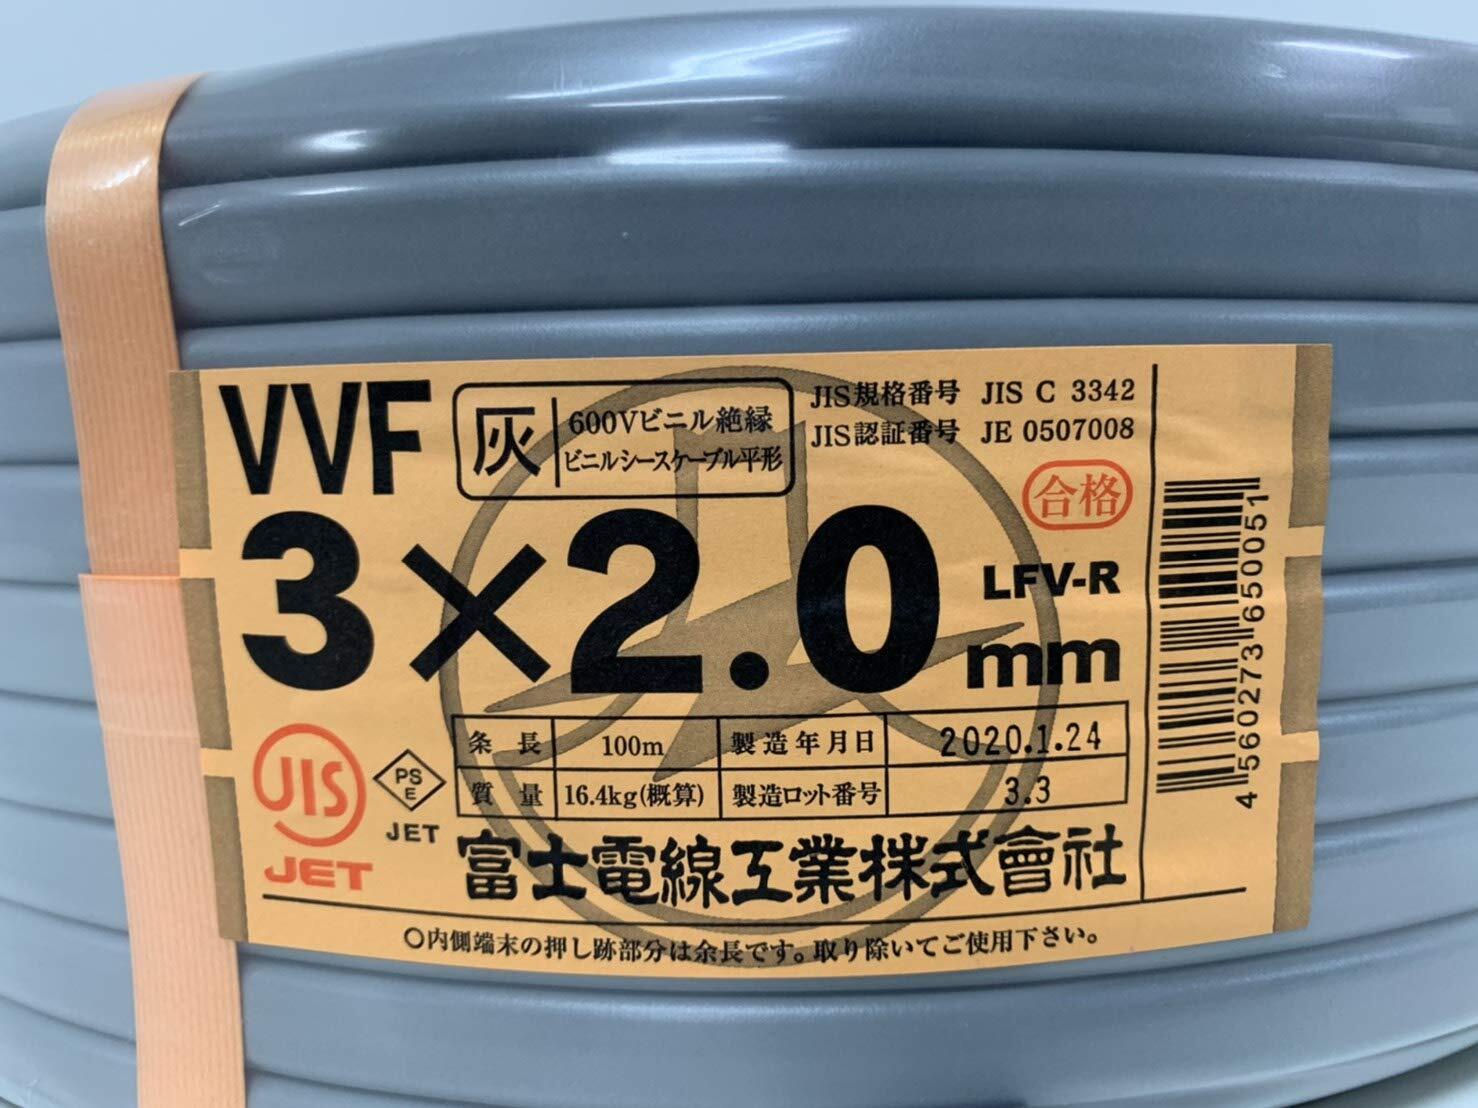 VVF
灰
600Vビニル絶縁
ビニルシースケーブル平形
JIS規格番号 JIS C 3342
JIS認証番号 JE 0507008
合格
3×2.0mm
LFV-R
条長 100m 製造年月日 2020.1.24
質量 16.4kg(概算) 製造ロット番号 3.3
JIS
JET
PS
E
JET
富士電線工業株式會社
○内側端末の押し跡部分は余長です。取り除いてご使用下さい。
4560273650051